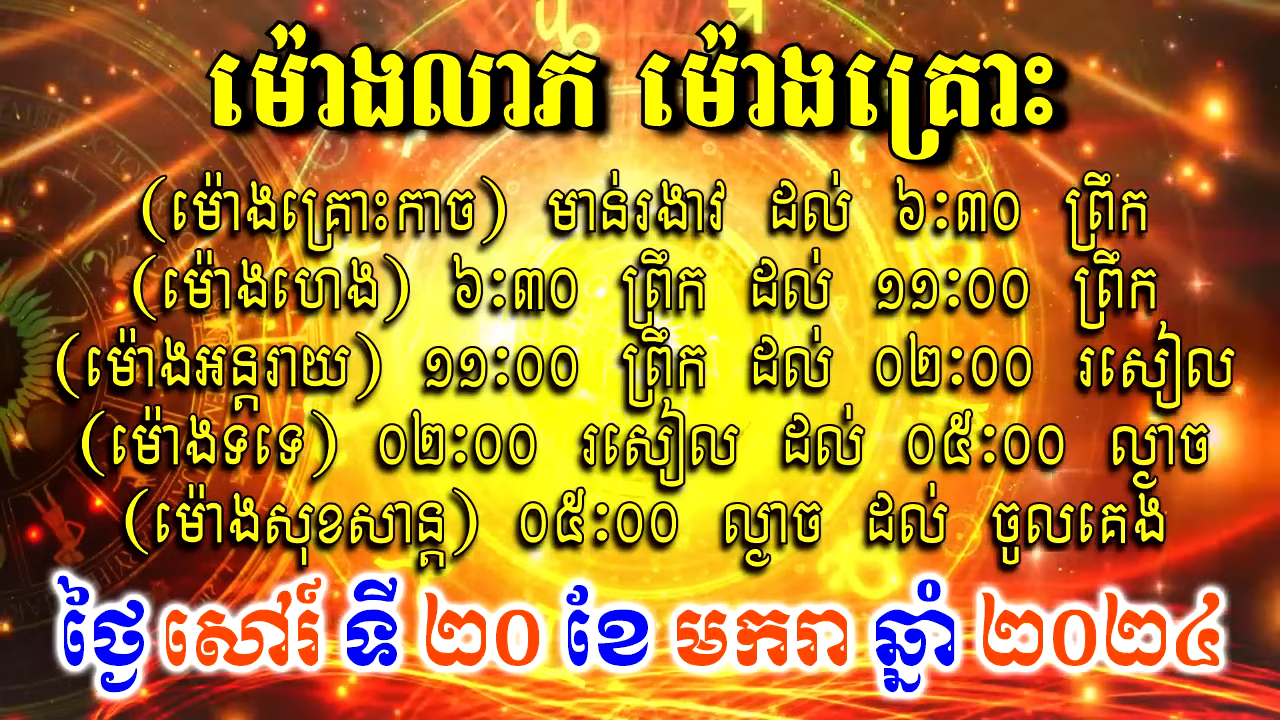 ម៉ោងលាភ ម៉ោងគ្រោះ
(ម៉ោងគ្រោះកាច) មាន់រងាវ ដល់ ៦:៣០ ព្រឹក
(ម៉ោងហេង) ៦:៣០ ព្រឹក ដល់ ១១:០០ ព្រឹក
(ម៉ោងអន្តរាយ) ១១:០០ ព្រឹក ដល់ ០២:០០ រសៀល
(ម៉ោងទទេ) ០២:០០ រសៀល ដល់ ០៥:០០ ល្ងាច
(ម៉ោងសុខសាន្ត) ០៥:០០ ល្ងាច ដល់ ចូលគេង
ថ្ងៃ សៅរ៍ ទី ២០ ខែ មករា ឆ្នាំ ២០២៤